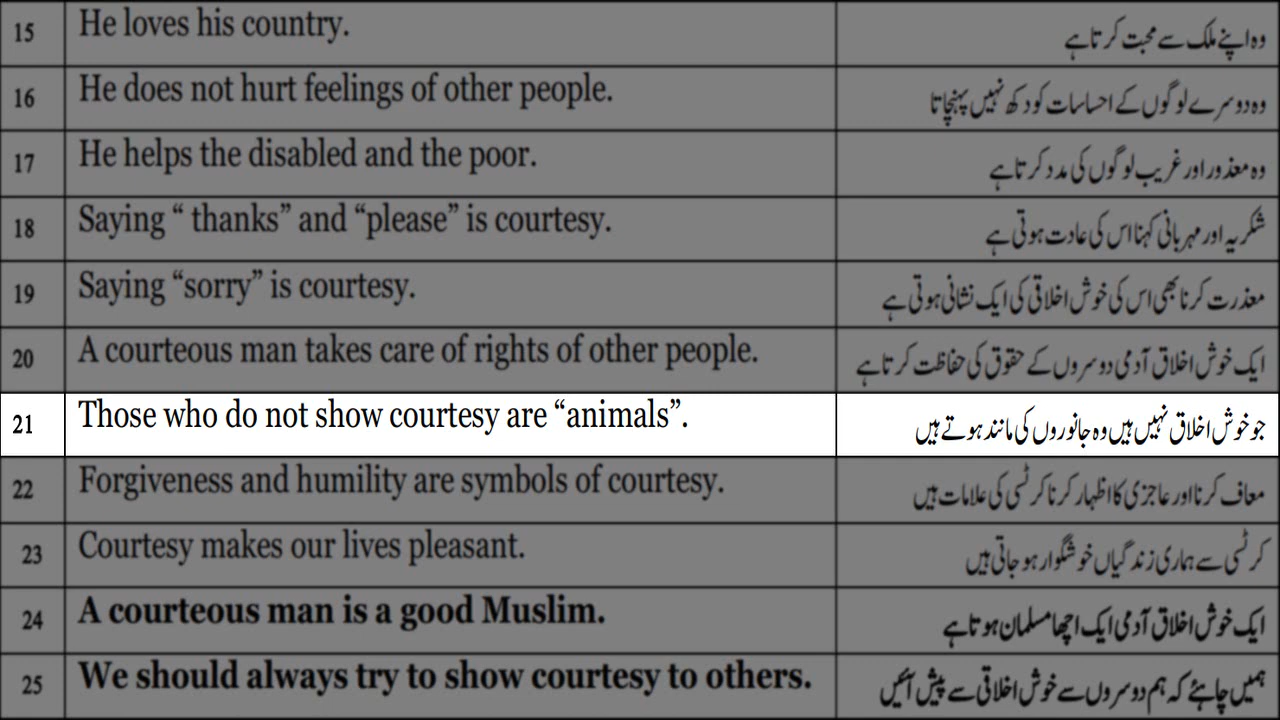 15 He loves his country. وہ اپنے ملک سے محبت کرتا ہے
16 He does not hurt feelings of other people. وہ دوسرے لوگوں کے احساسات کو دکھ نہیں پہنچاتا
17 He helps the disabled and the poor. وہ معذور اور غریب لوگوں کی مدد کرتا ہے
18 Saying “ thanks” and “please” is courtesy. شکریہ اور مہربانی کہنا اس کی عادت ہوتی ہے
19 Saying “sorry” is courtesy. معذرت کرنا بھی اس کی خوش اخلاقی کی ایک نشانی ہوتی ہے
20 A courteous man takes care of rights of other people. ایک خوش اخلاق آدمی دوسروں کے حقوق کی حفاظت کرتا ہے
21 Those who do not show courtesy are “animals”. جو خوش اخلاق نہیں ہیں وہ جانوروں کی مانند ہوتے ہیں
22 Forgiveness and humility are symbols of courtesy. معاف کرنا اور عاجزی کا اظہار کرنا کرٹسی کی علامات ہیں
23 Courtesy makes our lives pleasant. کرٹسی سے ہماری زندگیاں خوشگوار ہو جاتی ہیں
24 A courteous man is a good Muslim. ایک خوش اخلاق آدمی ایک اچھا مسلمان ہوتا ہے
25 We should always try to show courtesy to others. ہمیں چاہئے کہ ہم دوسروں سے خوش اخلاقی سے پیش آئیں